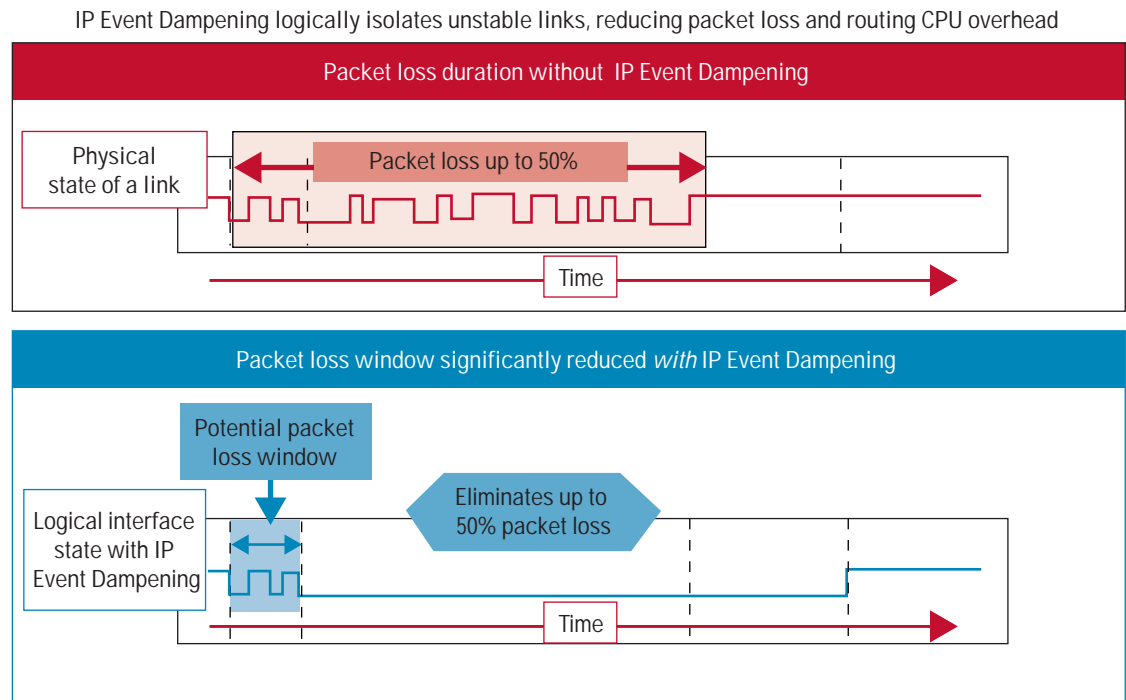 IP Event Dampening logically isolates unstable links, reducing packet loss and routing CPU overhead
Packet loss duration without IP Event Dampening
Physical
state of a link
Packet loss up to 50%
Time
Packet loss window significantly reduced with IP Event Dampening
Potential packet
loss window
Eliminates up to
50% packet loss
Logical interface
state with IP
Event Dampening
Time